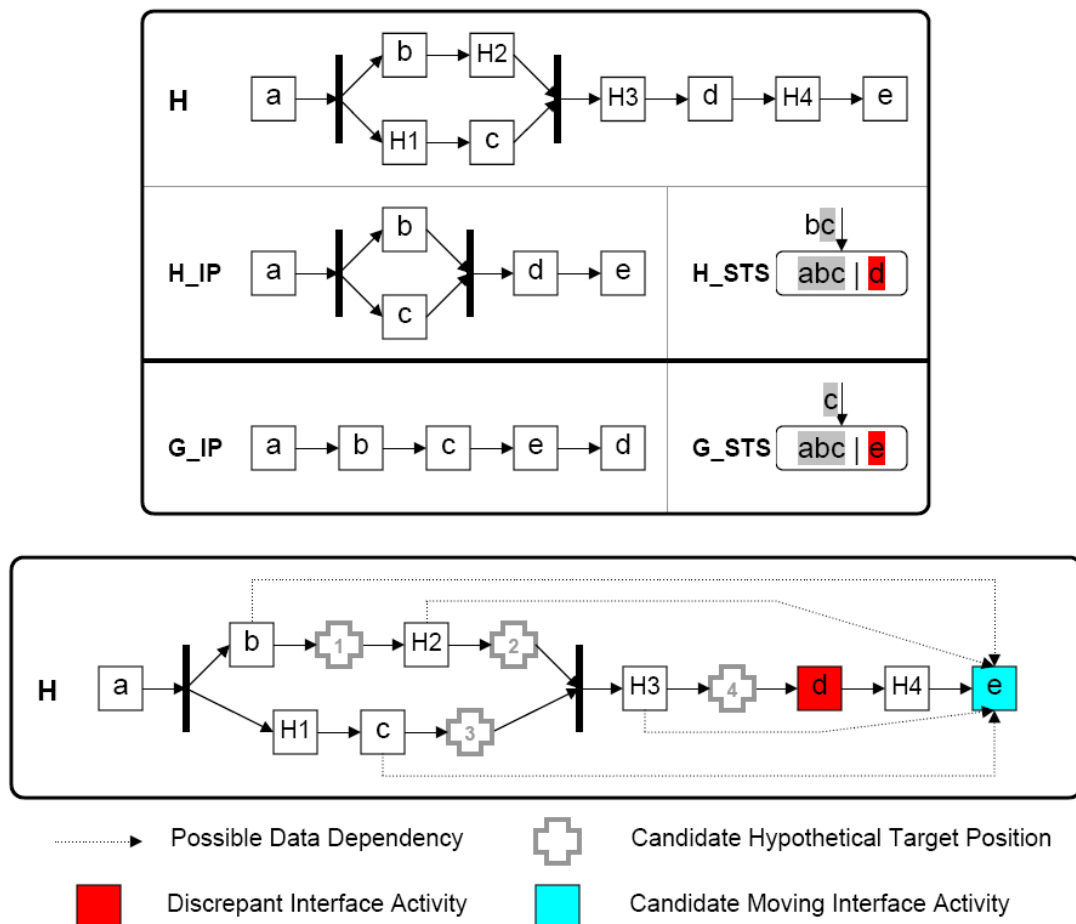 b H2
H a H3 d H4 e
H1 c
b bc
H_IP a d e H_STS abc | d
c
c
G_IP a b c e d G_STS abc | e
b 1 H2 2
H a H3 4 d H4 e
H1 c 3
Possible Data Dependency Candidate Hypothetical Target Position
Discrepant Interface Activity Candidate Moving Interface Activity